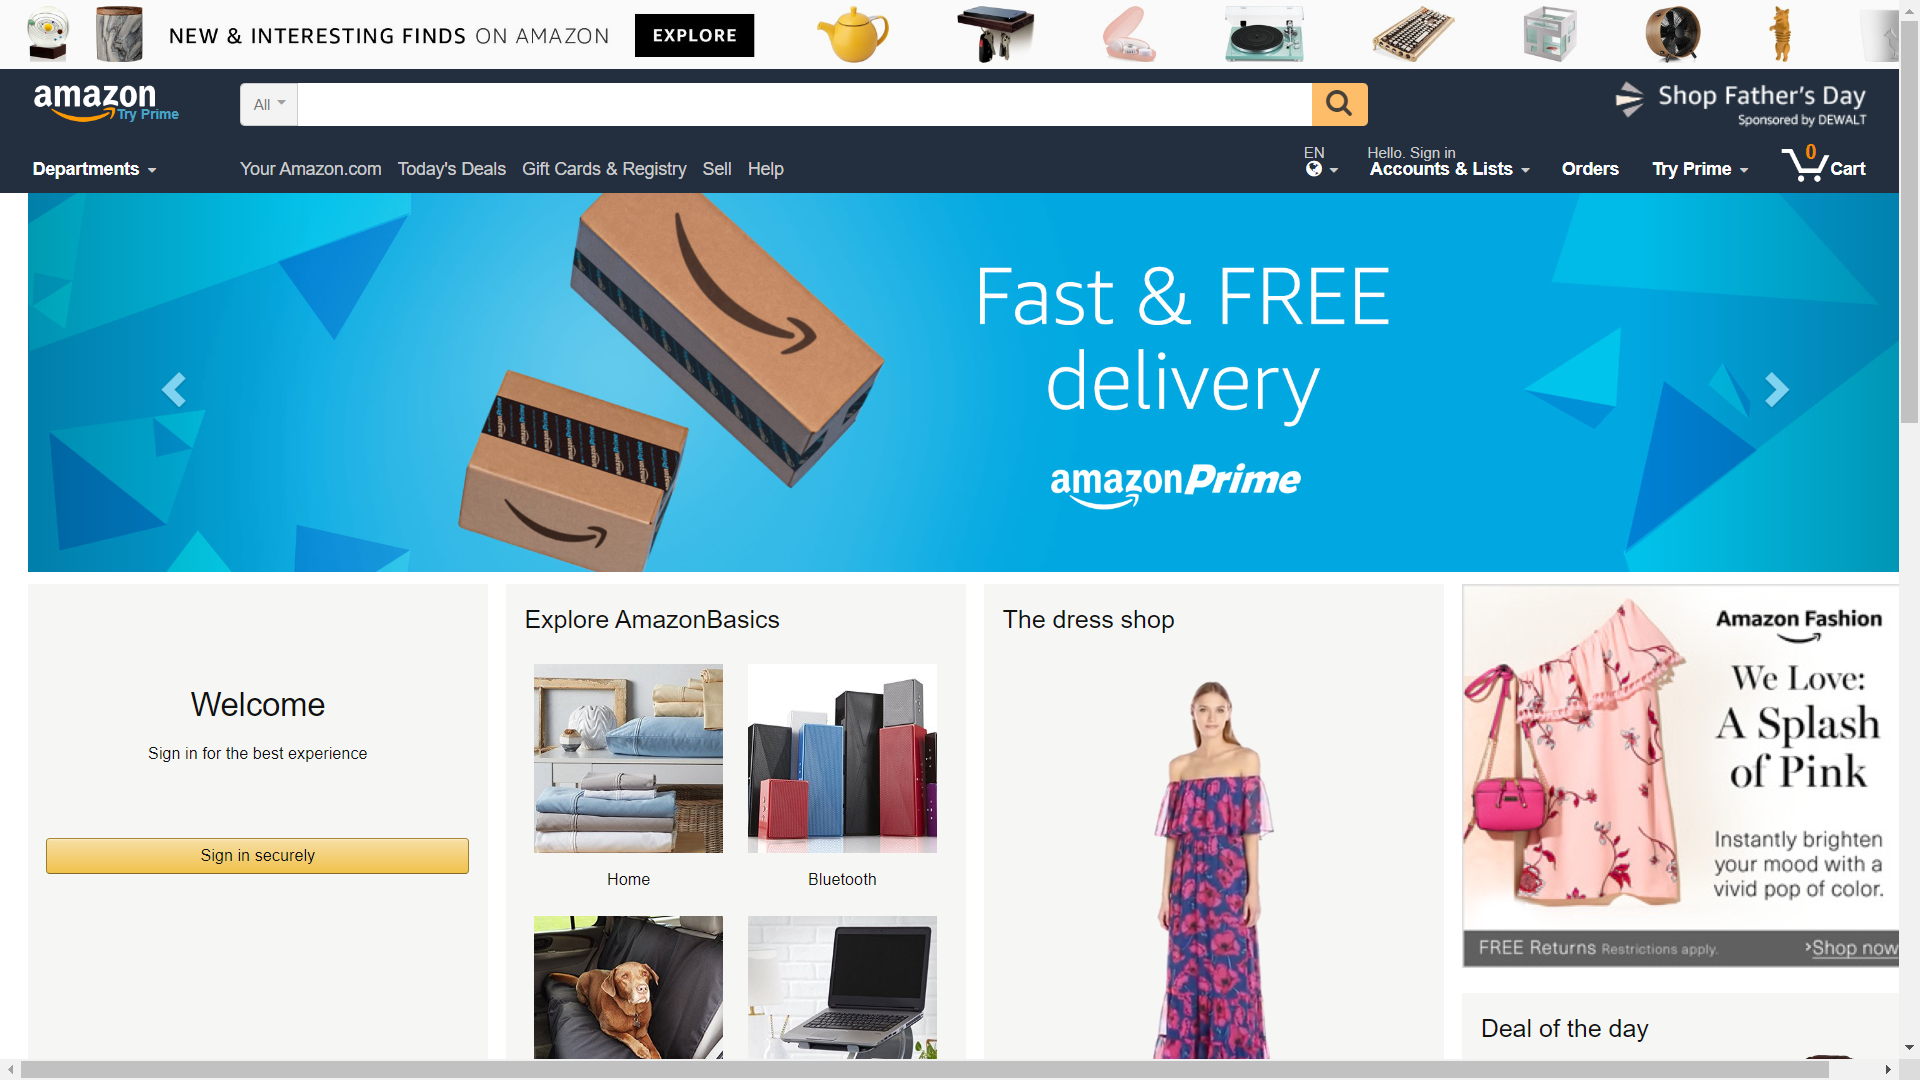 NEW & INTERESTING FINDS ON AMAZON EXPLORE
amazon
Try Prime
All
Shop Father's Day
Sponsored by DEWALT
Departments
Your Amazon.com Today's Deals Gift Cards & Registry Sell Help
EN
Hello. Sign in
Accounts & Lists
Orders
Try Prime
0
Cart
Fast & FREE
delivery
amazonPrime
Welcome
Sign in for the best experience
Sign in securely
Explore AmazonBasics
Home
Bluetooth
The dress shop
Amazon Fashion
We Love:
A Splash
of Pink
Instantly brighten
your mood with a
vivid pop of color.
FREE Returns Restrictions apply.
›Shop now
Deal of the day